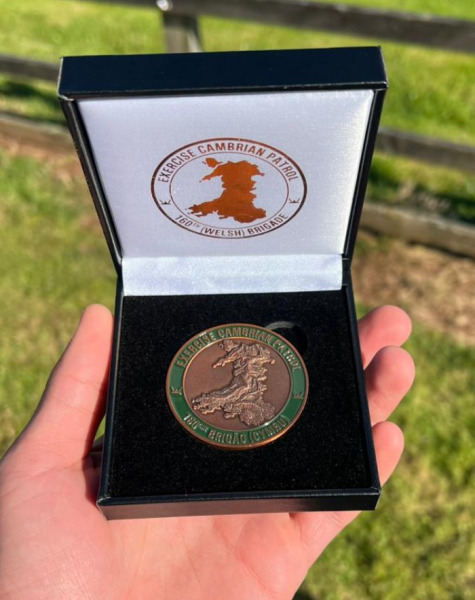 EXERCISE CAMBRIAN PATROL
160TH (WELSH) BRIGADE
EXERCISE CAMBRIAN PATROL
BRIGÂD (CYMRU)